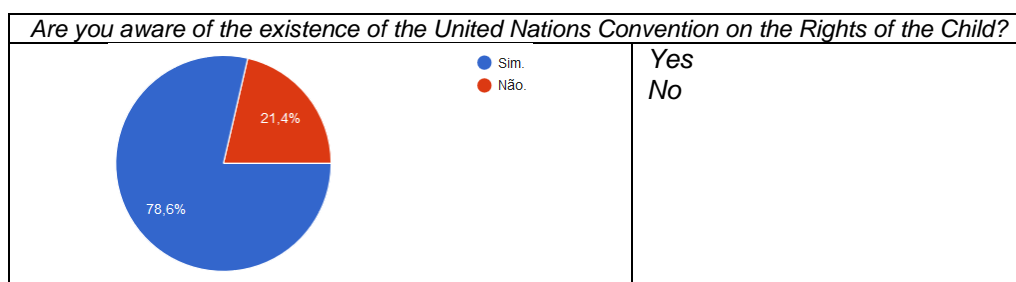 Are you aware of the existence of the United Nations Convention on the Rights of the Child?
Sim.
Não.
21,4%
78,6%
Yes
No